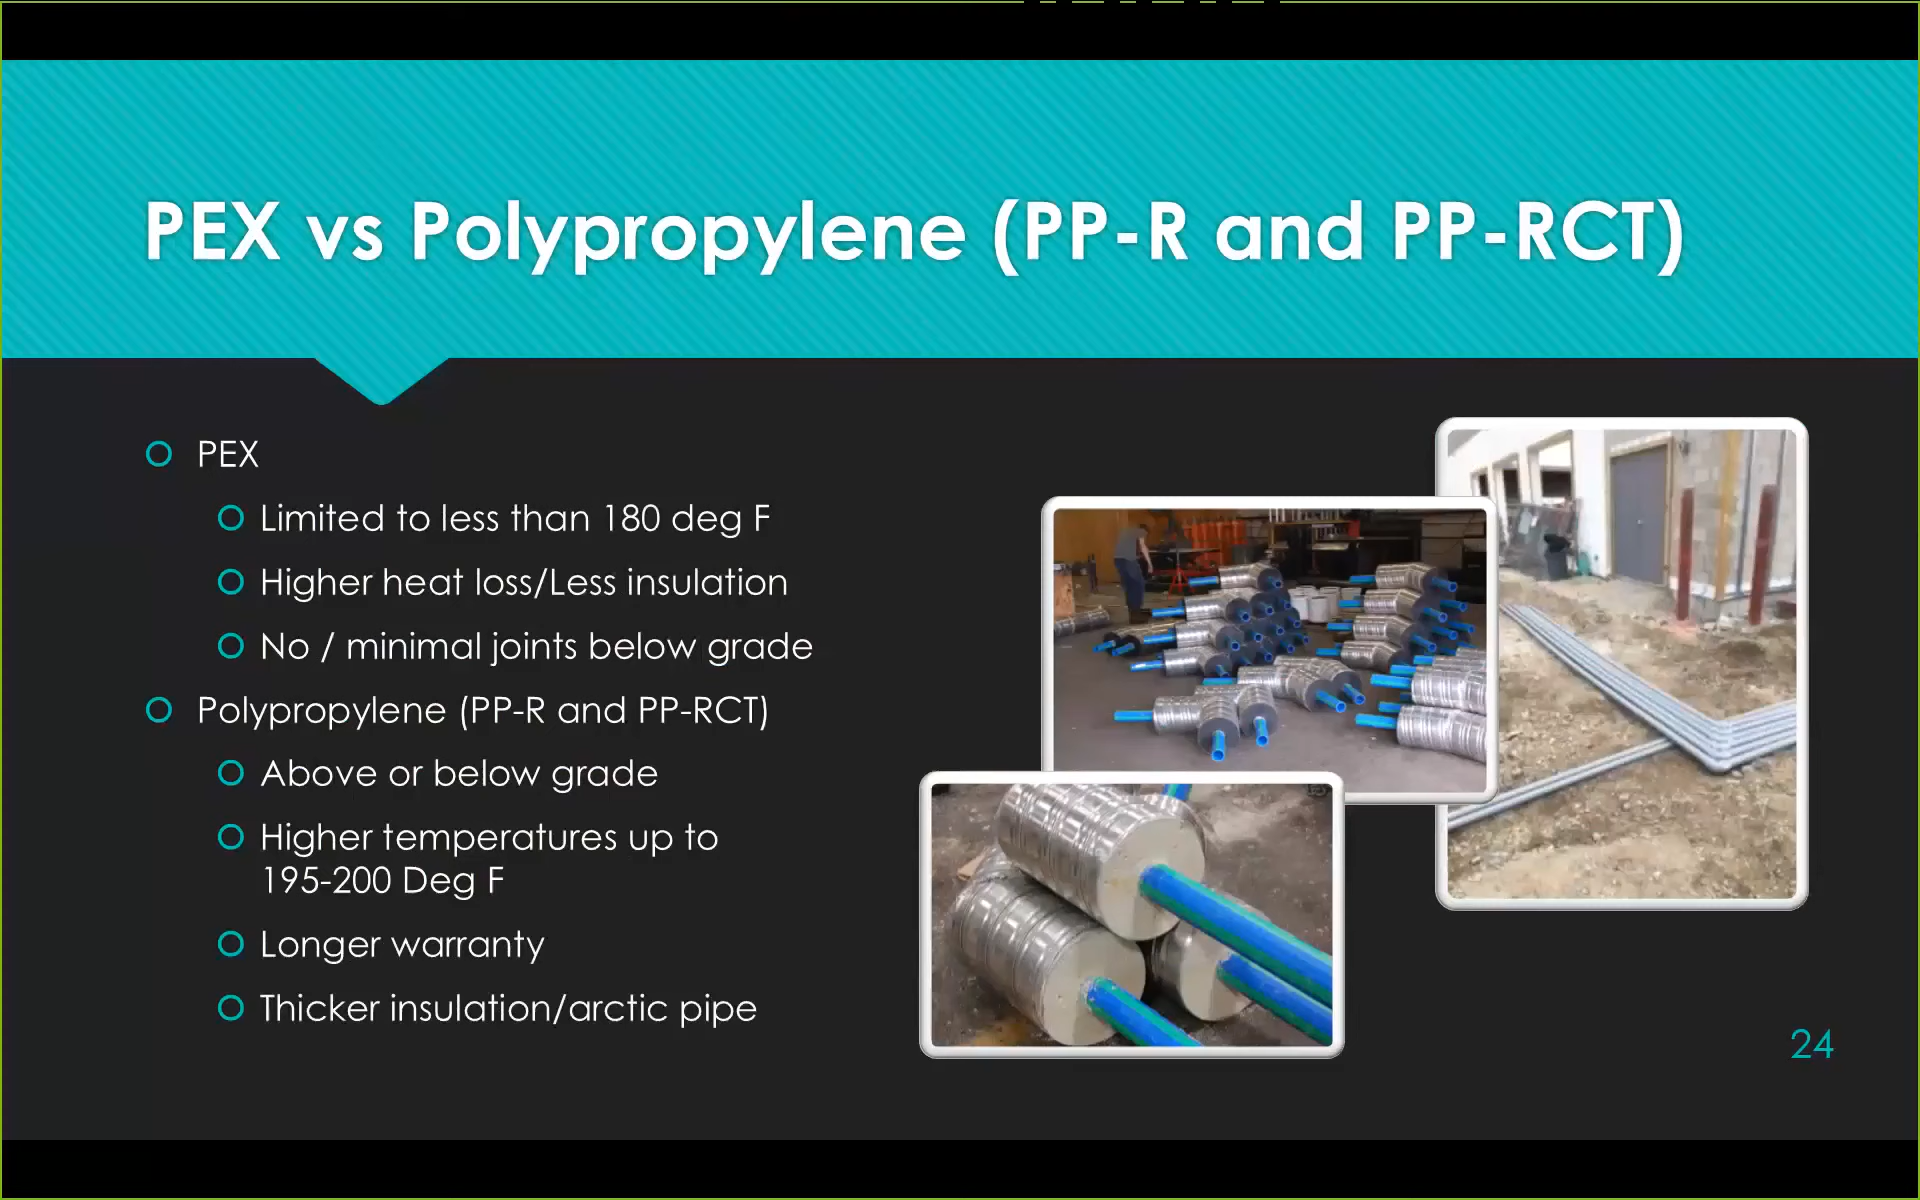 PEX vs Polypropylene (PP-R and PP-RCT)
PEX
Limited to less than 180 deg F
Higher heat loss/Less insulation
No / minimal joints below grade
Polypropylene (PP-R and PP-RCT)
Above or below grade
Higher temperatures up to
195-200 Deg F
Longer warranty
Thicker insulation/arctic pipe
24